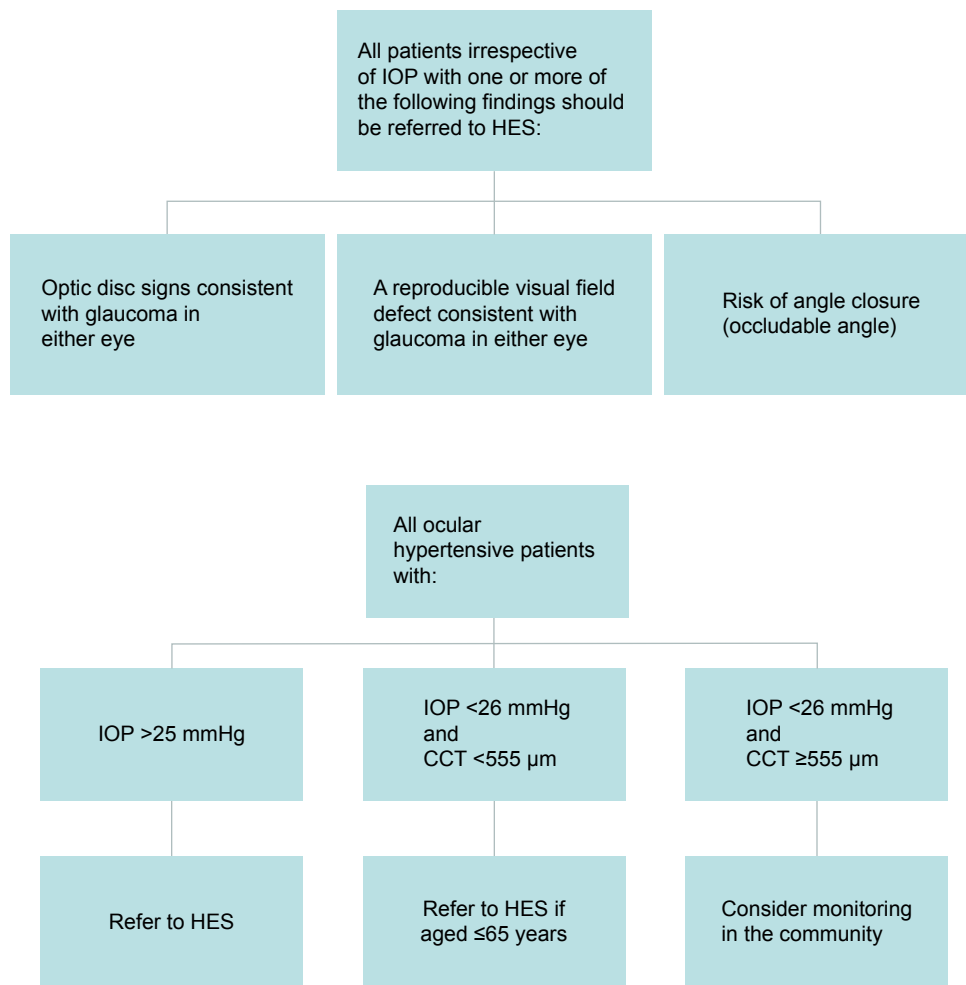 All patients irrespective
of IOP with one or more of
the following findings should
be referred to HES:
Optic disc signs consistent
with glaucoma in
either eye
A reproducible visual field
defect consistent with
glaucoma in either eye
Risk of angle closure
(occludable angle)
All ocular
hypertensive patients
with:
IOP >25 mmHg
IOP <26 mmHg
and
CCT <555 µm
IOP <26 mmHg
and
CCT ≥555 µm
Refer to HES
Refer to HES if
aged ≤65 years
Consider monitoring
in the community